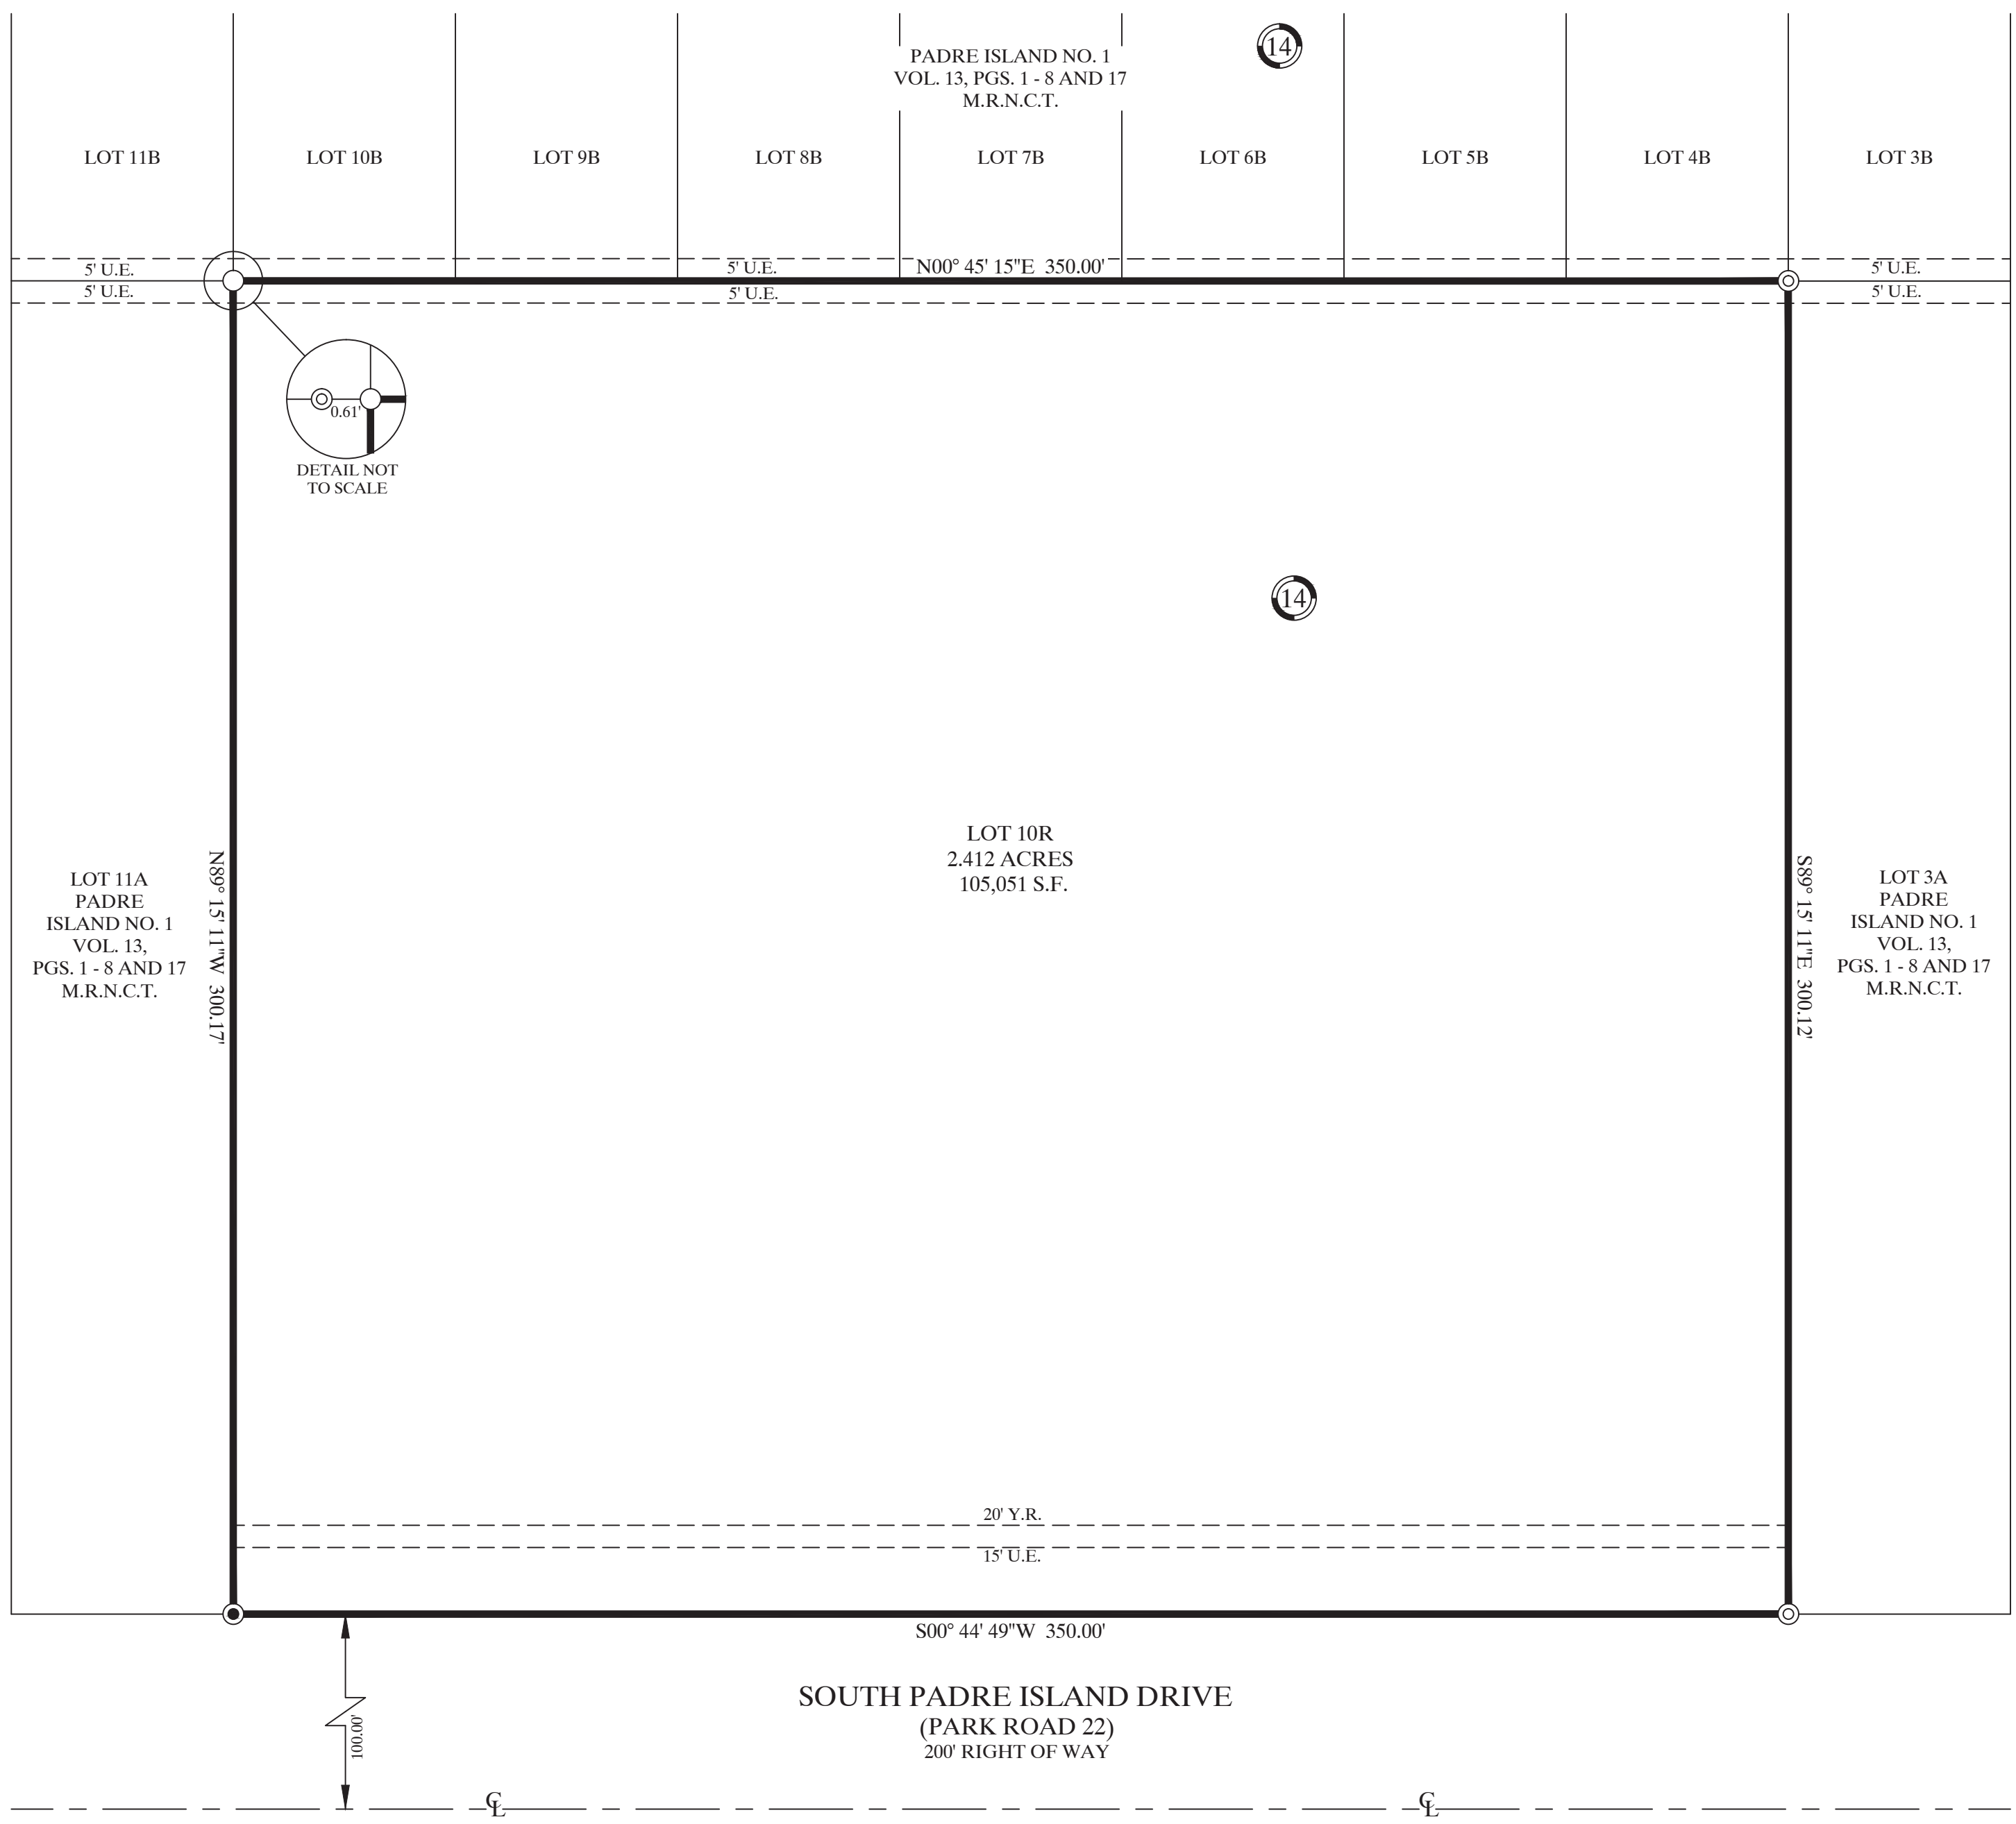 14
PADRE ISLAND NO. 1
VOL. 13, PGS. 1 - 8 AND 17
M.R.N.C.T.
LOT 11B
LOT 10B
LOT 9B
LOT 8B
LOT 7B
LOT 6B
LOT 5B
LOT 4B
LOT 3B
5' U.E.
5' U.E.
5' U.E.
N00° 45' 15"E  350.00'
5' U.E.
5' U.E.
5' U.E.
0.61'
DETAIL NOT
TO SCALE
14
LOT 10R
2.412 ACRES
105,051 S.F.
LOT 11A
PADRE
ISLAND NO. 1
VOL. 13,
PGS. 1 - 8 AND 17
M.R.N.C.T.
N89° 15' 11"W  300.17'
S89° 15' 11"E  300.12'
LOT 3A
PADRE
ISLAND NO. 1
VOL. 13,
PGS. 1 - 8 AND 17
M.R.N.C.T.
20' Y.R.
15' U.E.
S00° 44' 49"W  350.00'
100.00'
SOUTH PADRE ISLAND DRIVE
(PARK ROAD 22)
200' RIGHT OF WAY
CL
CL